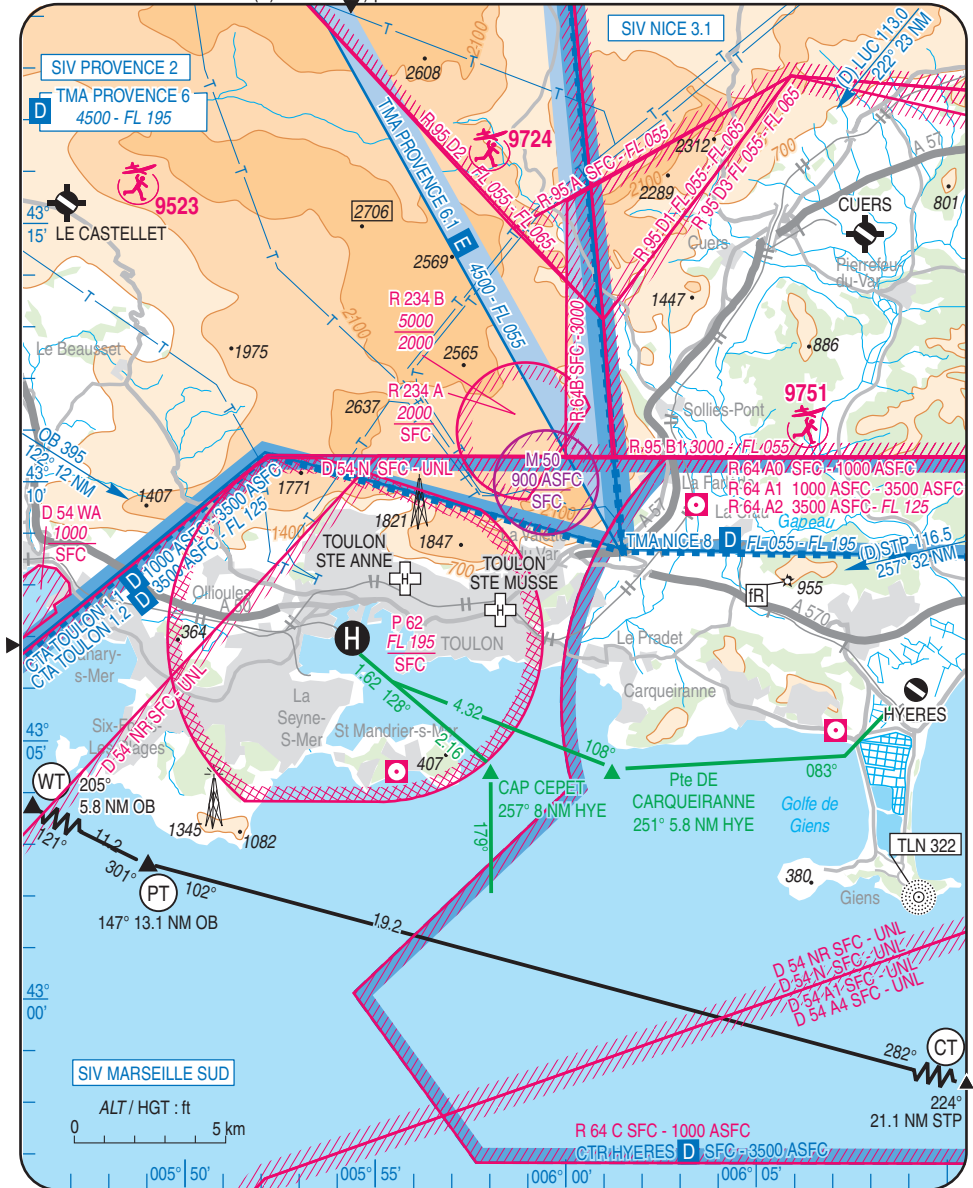 SIV PROVENCE 2
D
TMA PROVENCE 6
4500 - FL 195
SIV NICE 3.1
(D) LUC 113.0
222° 23 NM
2100
2608
9724
9523
2312
700
A 57
2289
2100
801
43°
15'
LE CASTELLET
2706
2569
TMA PROVENCE 6.1 E 4500 - FL 055
R 95 D2 FL 055 - FL 065
R 95 A SFC - FL 055
R 95 D1 FL 055 - FL 065
R 95 D3 FL 055 - FL 065
CUERS
Cuers
Pierrefeu-
du-Var
1447
886
R 234 B
5000
2000
2100
Le Beausset
1975
2565
R 64B SFC - 3000
R 234 A
2000
SFC
2637
9751
Sollies-Pont
OB 395
122° 12 NM
43°
10'
1407
D 54 N SFC - UNL
1771
M 50
900 ASFC
SFC
R 95 B1 3000 - FL 055
R 64 A0 SFC - 1000 ASFC
R 64 A1 1000 ASFC - 3500 ASFC
R 64 A2 3500 ASFC - FL 125
Gapeau
D 54 WA
1000
SFC
1400
1821
1847
700
TOULON
STE ANNE
H
TOULON
STE MUSSE
H
du Var
A 57
TMA NICE 8 D FL 055 - FL 195
(D) STP 116.5
257° 32 NM
CTA TOULON 1.1 D 1000 ASFC - 3500 ASFC
CTA TOULON 1.2 D 3500 ASFC - FL 125
Ollioules
A 50
364
fR
955
A 570
P 62
FL 195
SFC
H
TOULON
Le Pradet
s-Mer
La
Seyne-
S-Mer
Carqueiranne
HYERES
1.62 128°
4.32
108°
083°
2.16
43°
05'
D 54 NR SFC - UNL
St Mandrier-s-Mer
407
WT
205°
5.8 NM OB
CAP CEPET
257° 8 NM HYE
179°
Pte DE
CARQUEIRANNE
251° 5.8 NM HYE
Golfe de
Giens
1345
1082
121°
11.2
301°
PT
102°
147° 13.1 NM OB
TLN 322
380
Giens
19.2
43°
00'
D 54 NR SFC - UNL
D 54 N SFC - UNL
D 54 A1 SFC - UNL
D 54 A4 SFC - UNL
282°
CT
224°
21.1 NM STP
SIV MARSEILLE SUD
ALT / HGT : ft
0 5 km
R 64 C SFC - 1000 ASFC
CTR HYERES D SFC - 3500 ASFC
005° 50'
005° 55'
006° 00'
006° 05'